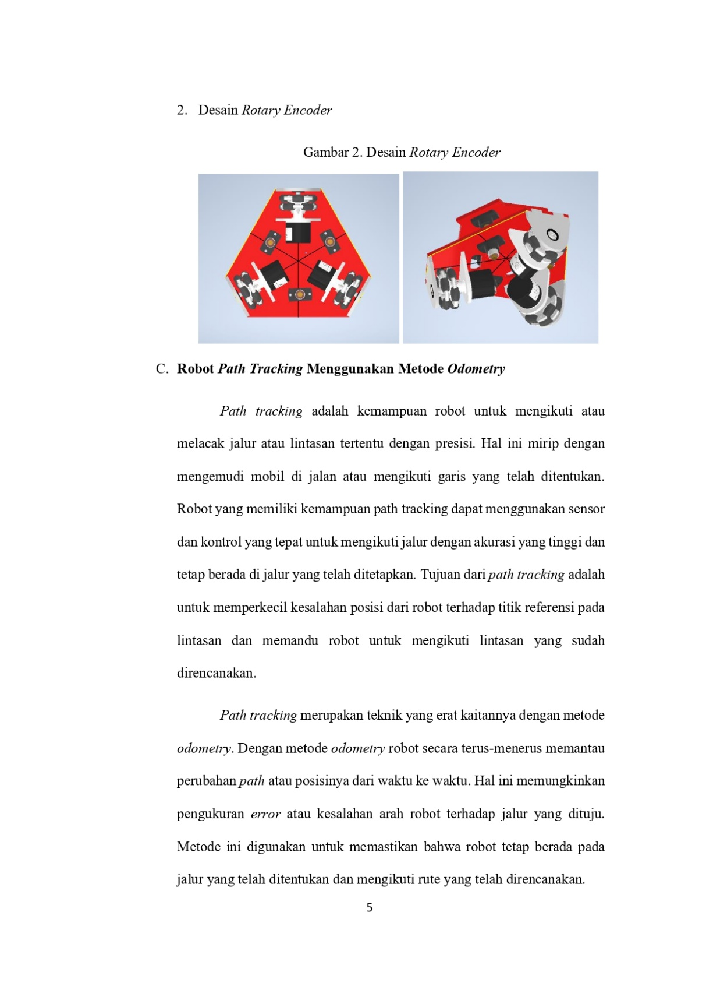 2. Desain Rotary Encoder
Gambar 2. Desain Rotary Encoder
C. Robot Path Tracking Menggunakan Metode Odometry
Path tracking adalah kemampuan robot untuk mengikuti atau
melacak jalur atau lintasan tertentu dengan presisi. Hal ini mirip dengan
mengemudi mobil di jalan atau mengikuti garis yang telah ditentukan.
Robot yang memiliki kemampuan path tracking dapat menggunakan sensor
dan kontrol yang tepat untuk mengikuti jalur dengan akurasi yang tinggi dan
tetap berada di jalur yang telah ditetapkan. Tujuan dari path tracking adalah
untuk memperkecil kesalahan posisi dari robot terhadap titik referensi pada
lintasan dan memandu robot untuk mengikuti lintasan yang sudah
direncanakan.
Path tracking merupakan teknik yang erat kaitannya dengan metode
odometry. Dengan metode odometry robot secara terus-menerus memantau
perubahan path atau posisinya dari waktu ke waktu. Hal ini memungkinkan
pengukuran error atau kesalahan arah robot terhadap jalur yang dituju.
Metode ini digunakan untuk memastikan bahwa robot tetap berada pada
jalur yang telah ditentukan dan mengikuti rute yang telah direncanakan.
5